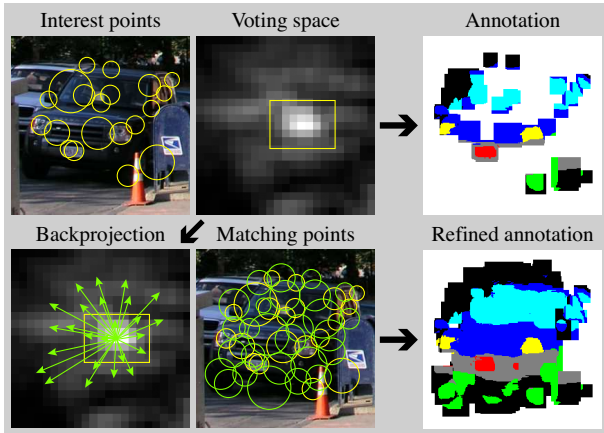 Interest points
Voting space
Annotation
Backprojection
Matching points
Refined annotation